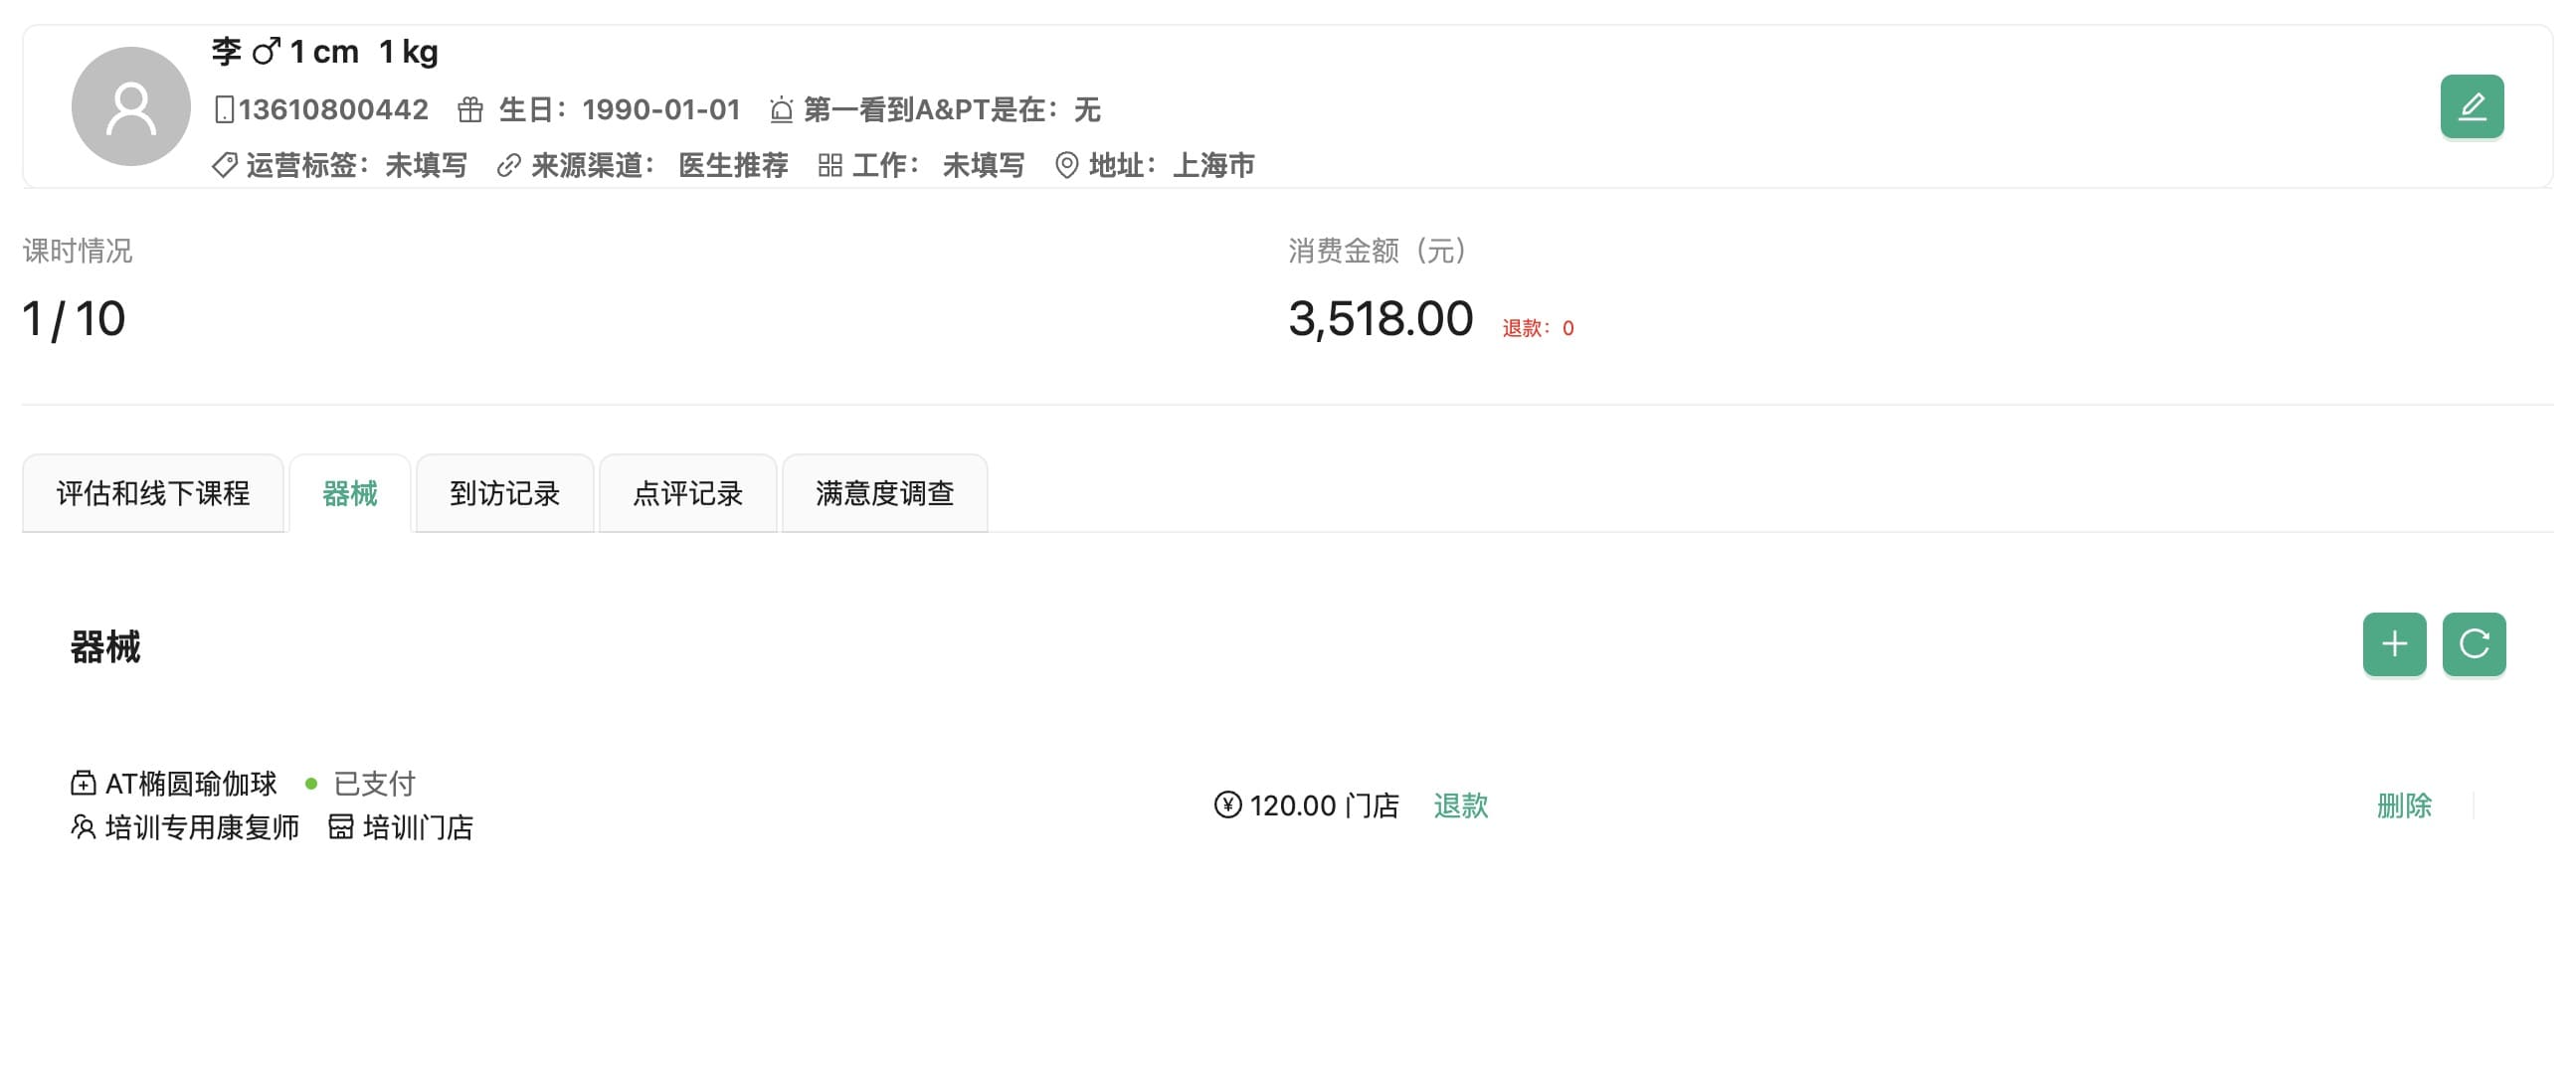 李 ♂ 1 cm 1 kg
13610800442 生日：1990-01-01 第一看到A&PT是在：无
运营标签：未填写 来源渠道： 医生推荐 工作： 未填写 地址：上海市
课时情况
1 / 10
消费金额（元）
3,518.00 退款：0
评估和线下课程 器械 到访记录 点评记录 满意度调查
器械
AT椭圆瑜伽球 已支付
培训专用康复师 培训门店
¥ 120.00 门店 退款
删除